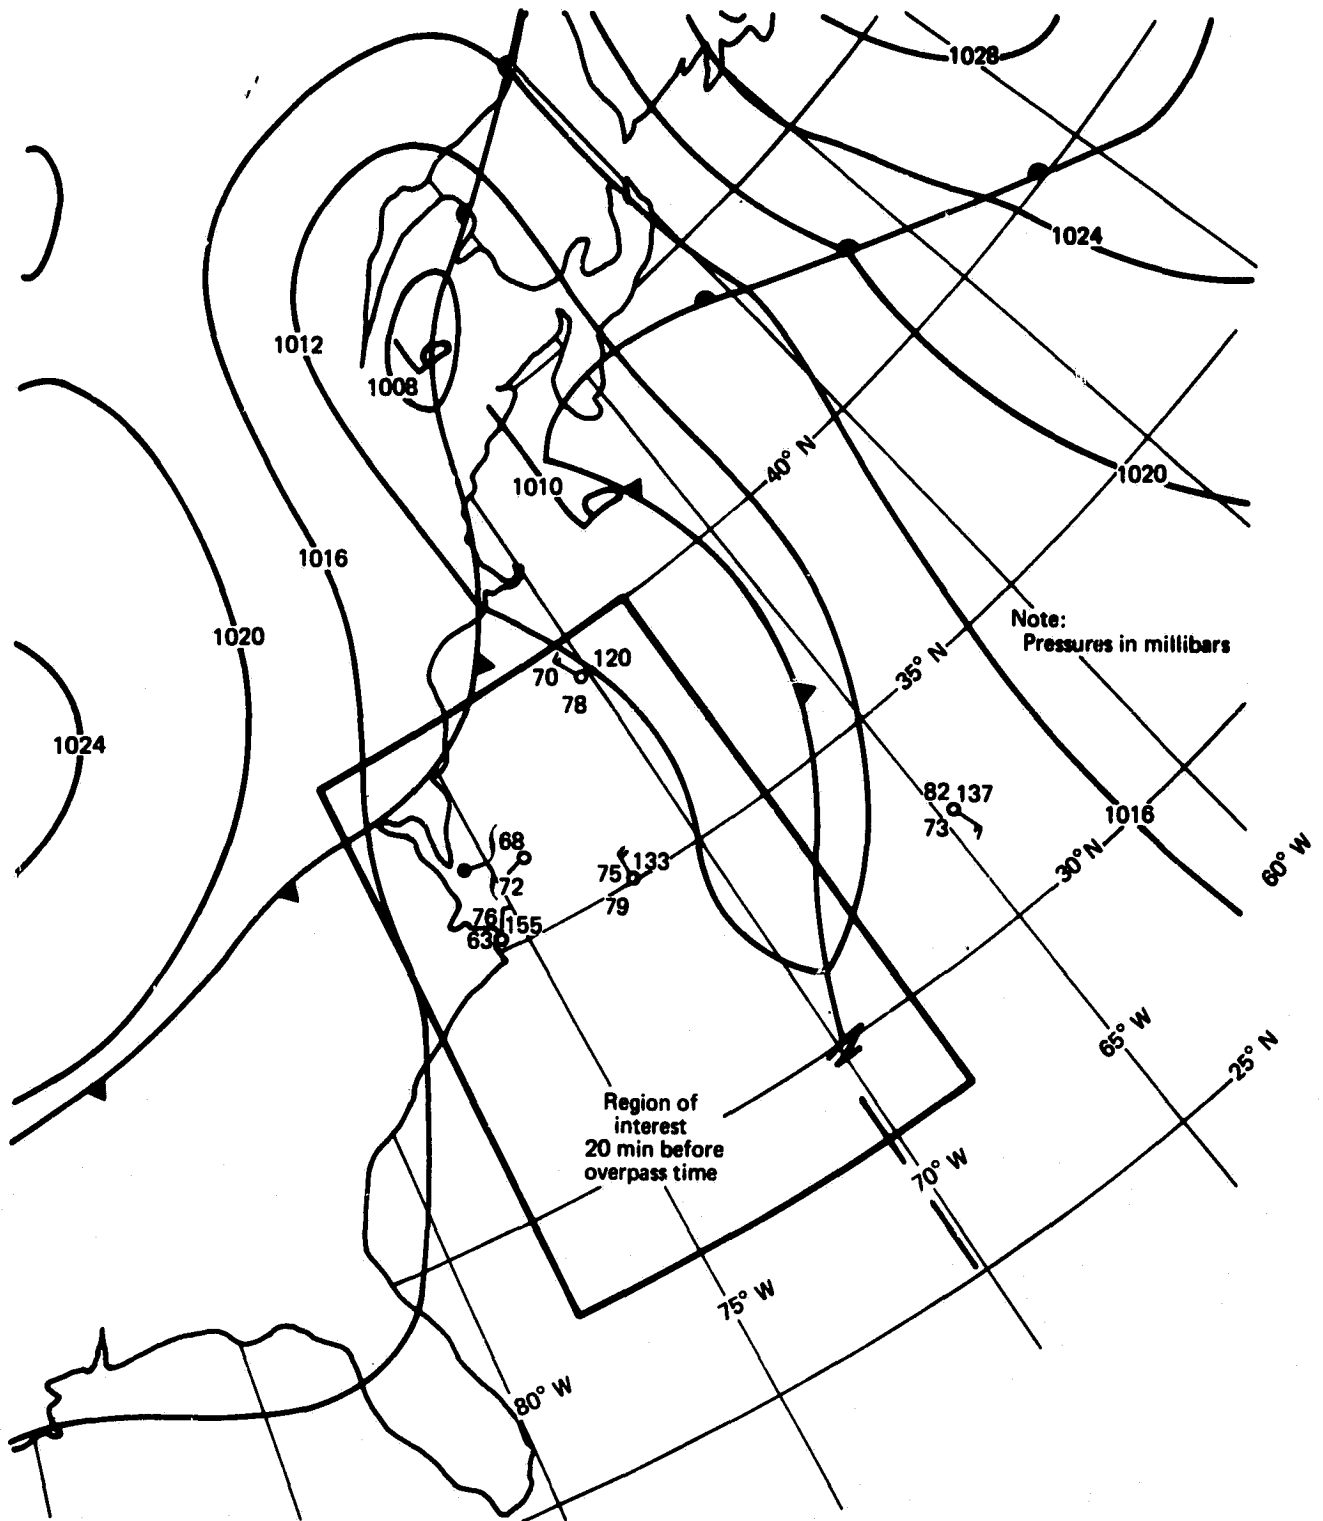 1028
1024
1012
1008
40° N
1010
1020
1016
Note:
Pressures in millibars
1020
120
70
78
35° N
1024
82 137
73
1016
68
72
75 133
79
30° N
60° W
76 155
63
65° W
25° N
Region of
interest
20 min before
overpass time
70° W
75° W
80° W